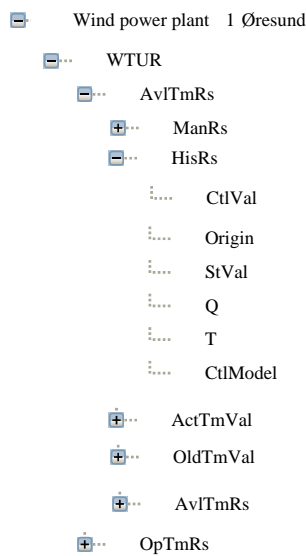 Wind power plant 1 Øresund
WTUR
AvlTmRs
ManRs
HisRs
CtlVal
Origin
StVal
Q
T
CtlModel
ActTmVal
OldTmVal
AvlTmRs
OpTmRs